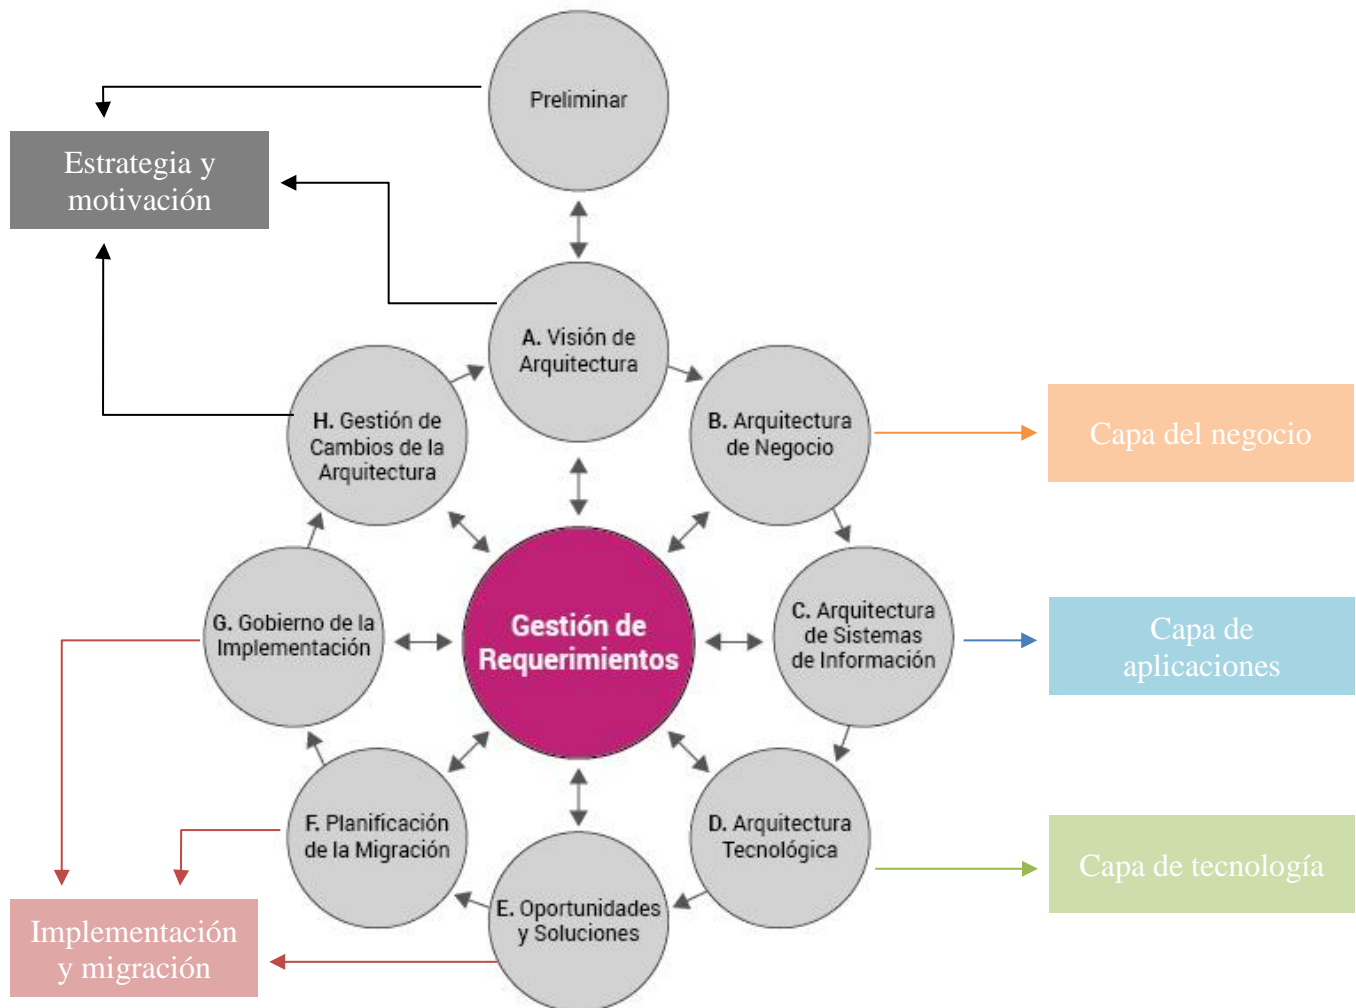 Preliminar
Estrategia y
motivación
A. Visión de
Arquitectura
H. Gestión de
Cambios de la
Arquitectura
B. Arquitectura
de Negocio
Capa del negocio
G. Gobierno de la
Implementación
Gestión de
Requerimientos
C. Arquitectura
de Sistemas
de Información
Capa de
aplicaciones
F. Planificación
de la Migración
D. Arquitectura
Tecnológica
Capa de tecnología
E. Oportunidades
y Soluciones
Implementación
y migración